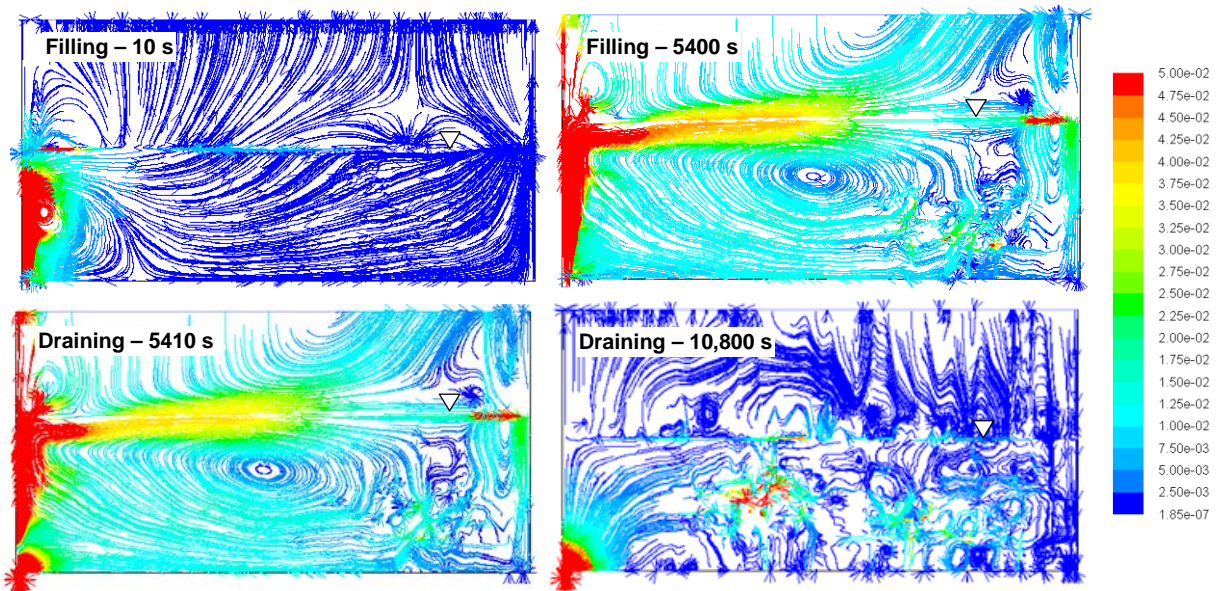 Filling – 10 s
Filling – 5400 s
Draining – 5410 s
Draining – 10,800 s
5.00e-02
4.75e-02
4.50e-02
4.25e-02
4.00e-02
3.75e-02
3.50e-02
3.25e-02
3.00e-02
2.75e-02
2.50e-02
2.25e-02
2.00e-02
1.75e-02
1.50e-02
1.25e-02
1.00e-02
7.50e-03
5.00e-03
2.50e-03
1.85e-07